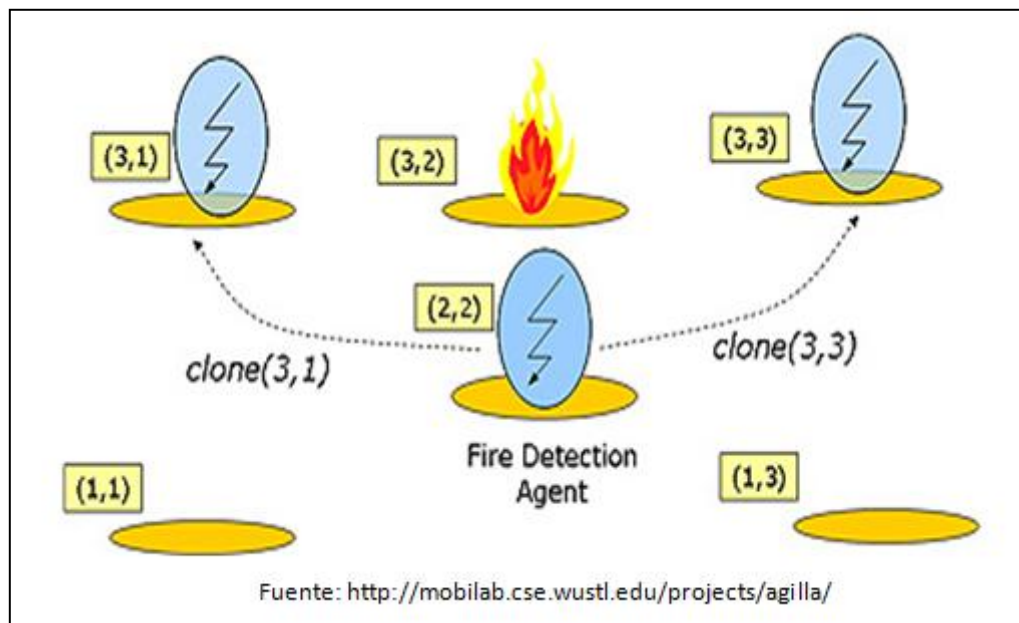 (3,1)
(3,2)
(3,3)
(2,2)
clone(3,1)
clone(3,3)
Fire Detection
Agent
(1,1)
(1,3)
Fuente: http://mobilab.cse.wustl.edu/projects/agilla/